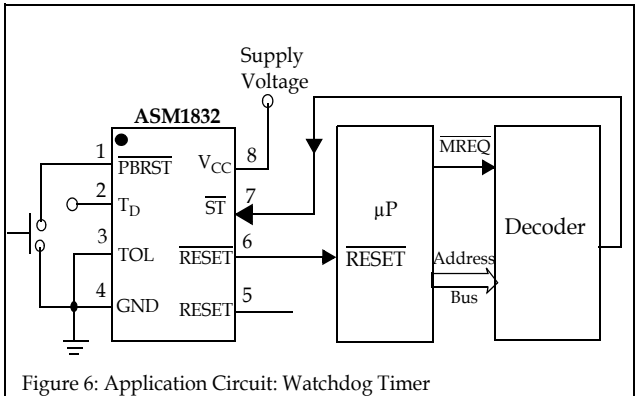 Supply
Voltage
ASM1832
1
PBRST
VCC
8
2
TD
ST
7
3
TOL
RESET
6
4
GND
RESET
5
µP
RESET
MREQ
Address
Bus
Decoder
Figure 6: Application Circuit: Watchdog Timer